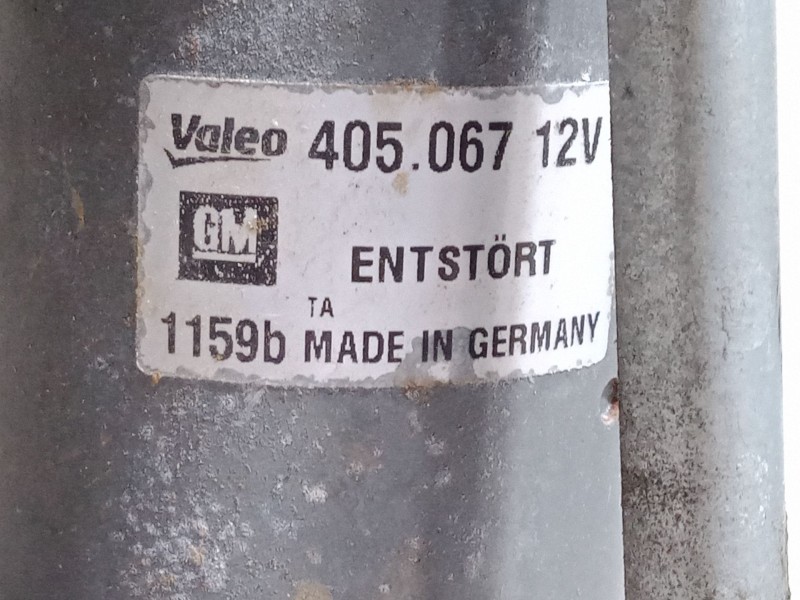 Valeo 405.067 12V
GM
ENTSTÖRT
TA
1159b MADE IN GERMANY